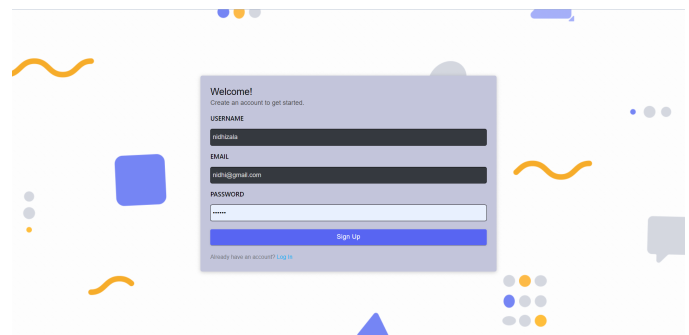 Welcome!
Create an account to get started.
USERNAME
nidhizala
EMAIL
nidhi@gmail.com
PASSWORD
••••••
Sign Up
Already have an account? Log In